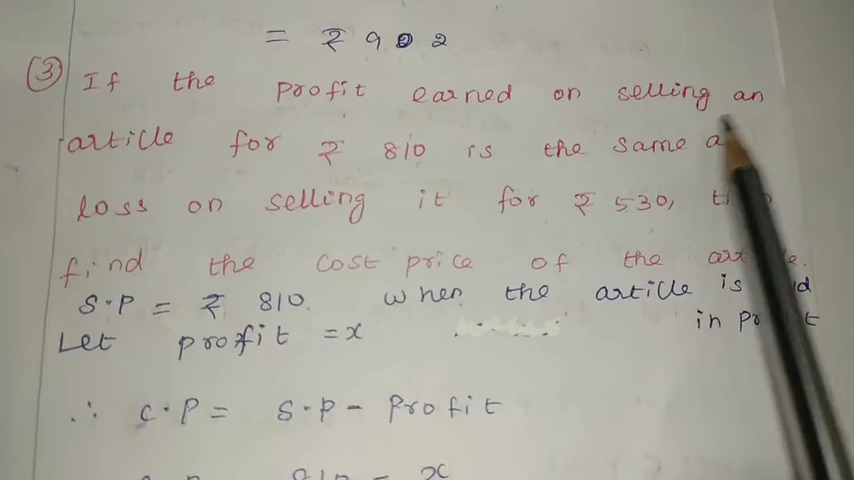 = ₹ 902
③ If the profit earned on selling an
article for ₹ 810 is the same a
loss on selling it for ₹ 530,
find the cost price of the
S.P = ₹ 810. when the article is
Let profit = x in
∴ C.P = S.P - Profit
810 - x